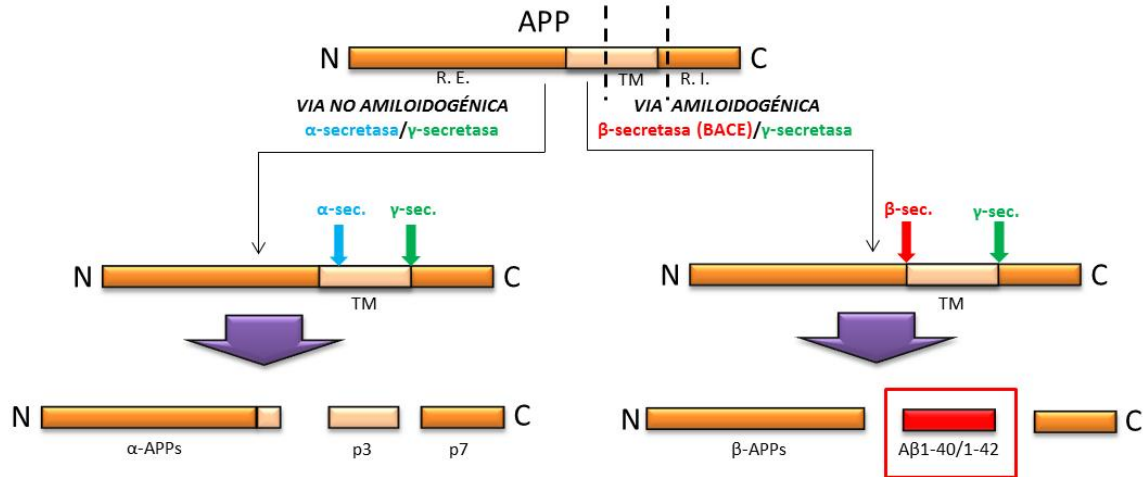 APP
N
C
R. E.
TM
R. I.
VIA NO AMILOIDOGÉNICA
α-secretasa/γ-secretasa
VIA AMILOIDOGÉNICA
β-secretasa (BACE)/γ-secretasa
α-sec.
γ-sec.
N
C
TM
β-sec.
γ-sec.
N
C
TM
N
C
α-APPs
p3
p7
N
C
β-APPs
Aβ1-40/1-42